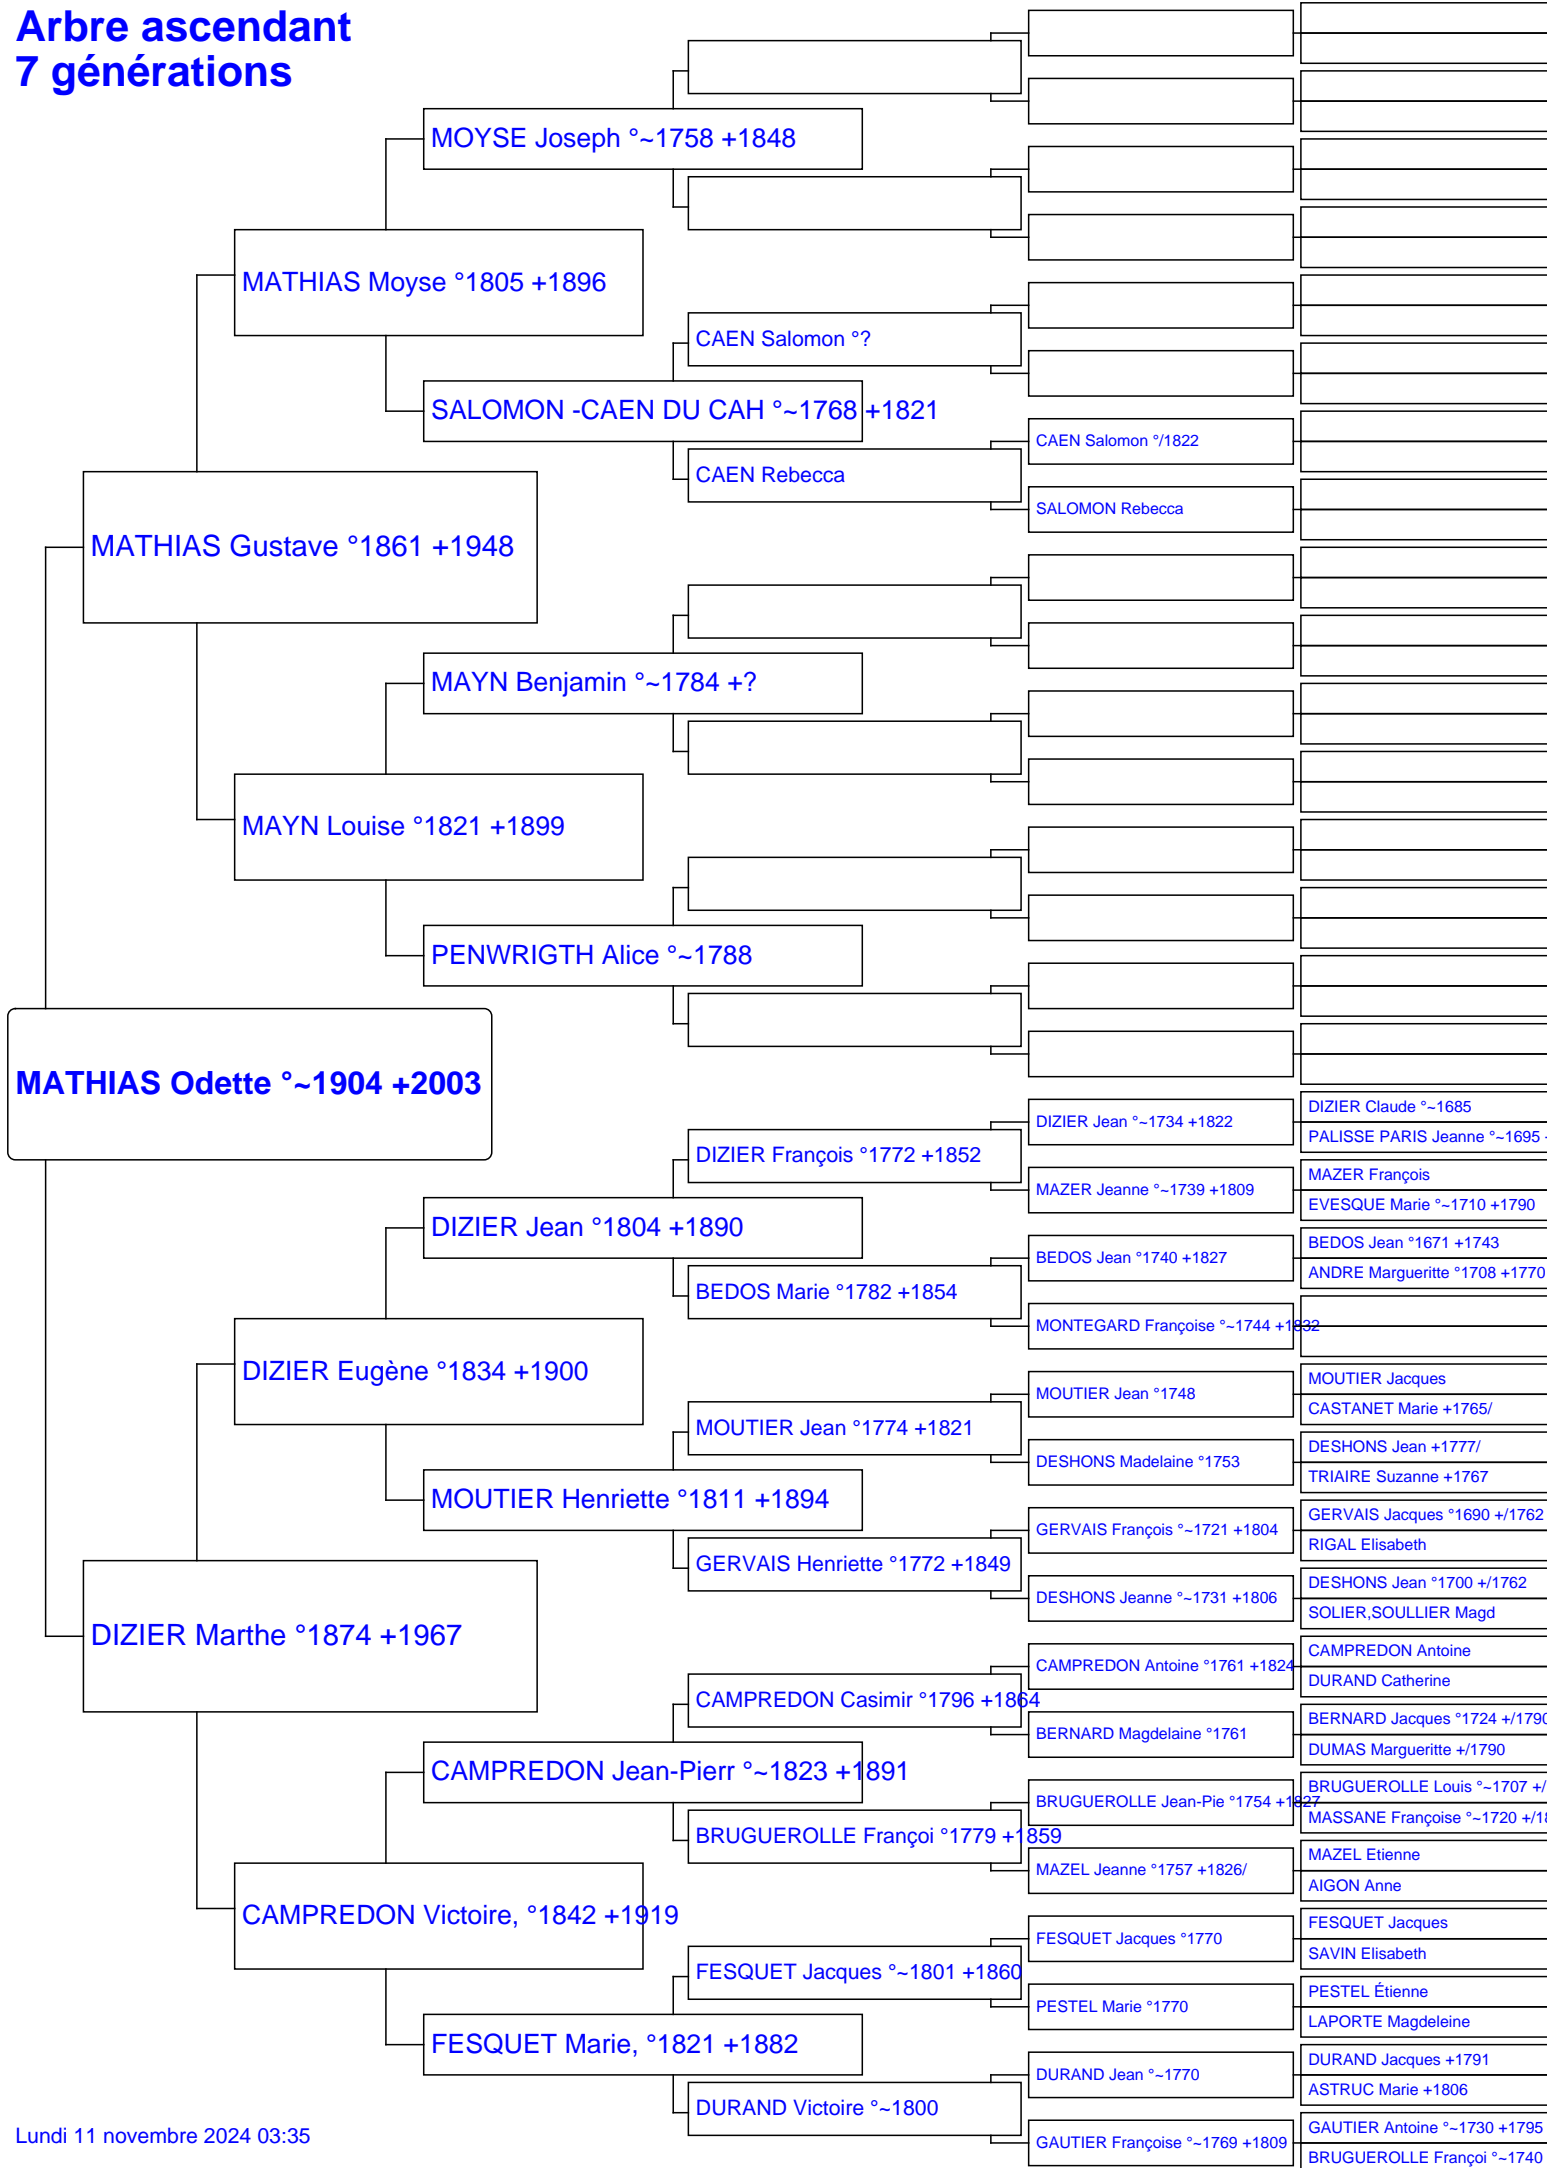 Arbre ascendant
7 générations
MOYSE Joseph °~1758 +1848
MATHIAS Moyse °1805 +1896
CAEN Salomon °?
SALOMON -CAEN DU CAH °~1768 +1821
CAEN Salomon °/1822
CAEN Rebecca
SALOMON Rebecca
MATHIAS Gustave °1861 +1948
MAYN Benjamin °~1784 +?
MAYN Louise °1821 +1899
PENWRIGTH Alice °~1788
MATHIAS Odette °~1904 +2003
DIZIER Claude °~1685
DIZIER Jean °~1734 +1822
PALISSE PARIS Jeanne °~1695
DIZIER François °1772 +1852
MAZER François
MAZER Jeanne °~1739 +1809
EVESQUE Marie °~1710 +1790
DIZIER Jean °1804 +1890
BEDOS Jean °1671 +1743
BEDOS Jean °1740 +1827
ANDRE Margueritte °1708 +1770
BEDOS Marie °1782 +1854
MONTEGARD Françoise °~1744 +1832
DIZIER Eugène °1834 +1900
MOUTIER Jacques
MOUTIER Jean °1748
CASTANET Marie +1765/
MOUTIER Jean °1774 +1821
DESHONS Jean +1777/
DESHONS Madelaine °1753
TRIAIRE Suzanne +1767
MOUTIER Henriette °1811 +1894
GERVAIS Jacques °1690 +/1762
GERVAIS François °~1721 +1804
RIGAL Elisabeth
GERVAIS Henriette °1772 +1849
DESHONS Jean °1700 +/1762
DESHONS Jeanne °~1731 +1806
SOLIER,SOULLIER Magd
DIZIER Marthe °1874 +1967
CAMPREDON Antoine
CAMPREDON Antoine °1761 +1824
DURAND Catherine
CAMPREDON Casimir °1796 +1864
BERNARD Jacques °1724 +/1790
BERNARD Magdelaine °1761
DUMAS Margueritte +/1790
CAMPREDON Jean-Pierr °~1823 +1891
BRUGUEROLLE Louis °~1707 +/
BRUGUEROLLE Jean-Pie °1754 +1827
MASSANE Françoise °~1720 +/18
BRUGUEROLLE Françoi °1779 +1859
MAZEL Etienne
MAZEL Jeanne °1757 +1826/
AIGON Anne
CAMPREDON Victoire, °1842 +1919
FESQUET Jacques
FESQUET Jacques °1770
SAVIN Elisabeth
FESQUET Jacques °~1801 +1860
PESTEL Étienne
PESTEL Marie °1770
LAPORTE Magdeleine
FESQUET Marie, °1821 +1882
DURAND Jacques +1791
DURAND Jean °~1770
ASTRUC Marie +1806
DURAND Victoire °~1800
GAUTIER Antoine °~1730 +1795
GAUTIER Françoise °~1769 +1809
BRUGUEROLLE Françoi °~1740
Lundi 11 novembre 2024 03:35